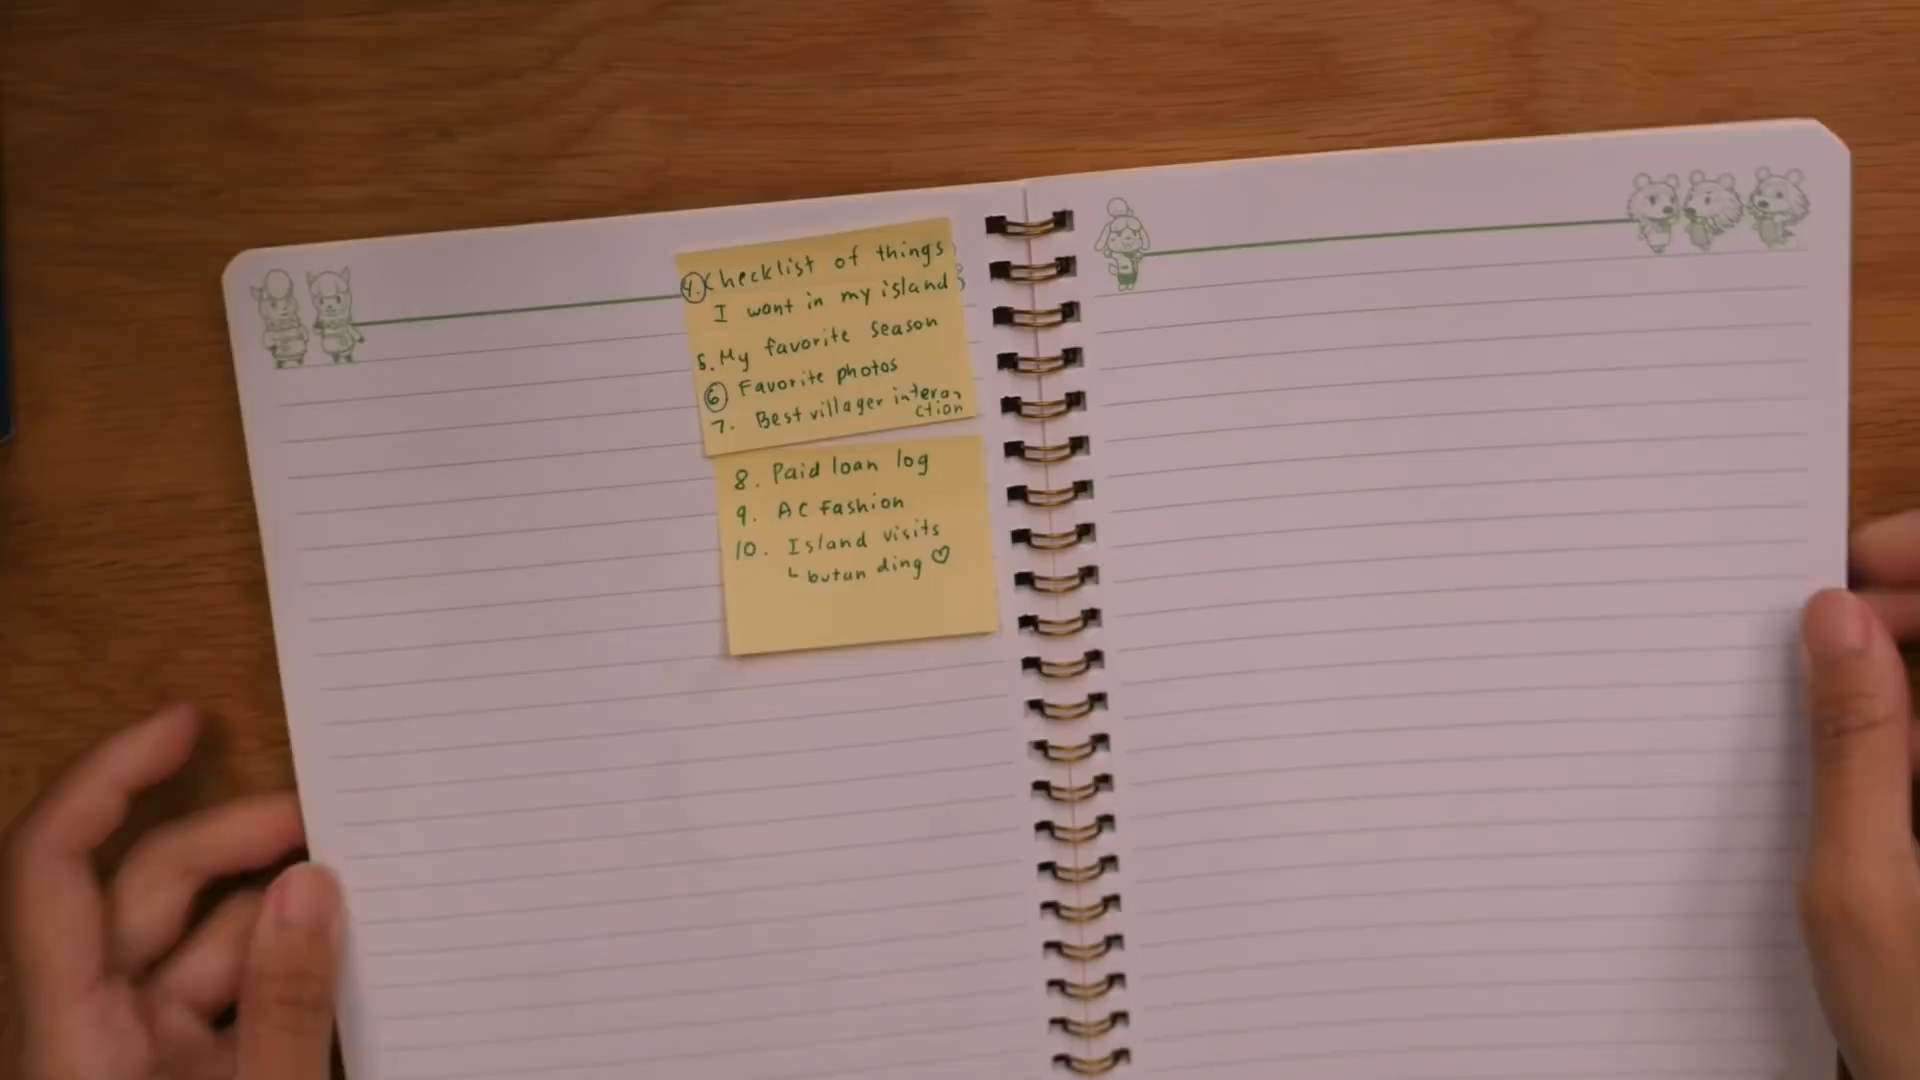 4. Checklist of things
I want in my island
5. My favorite season
6 Favorite photos
7. Best villager intera
ction
8. Paid loan log
9. AC Fashion
10. Island visits
└ butan ding ♡